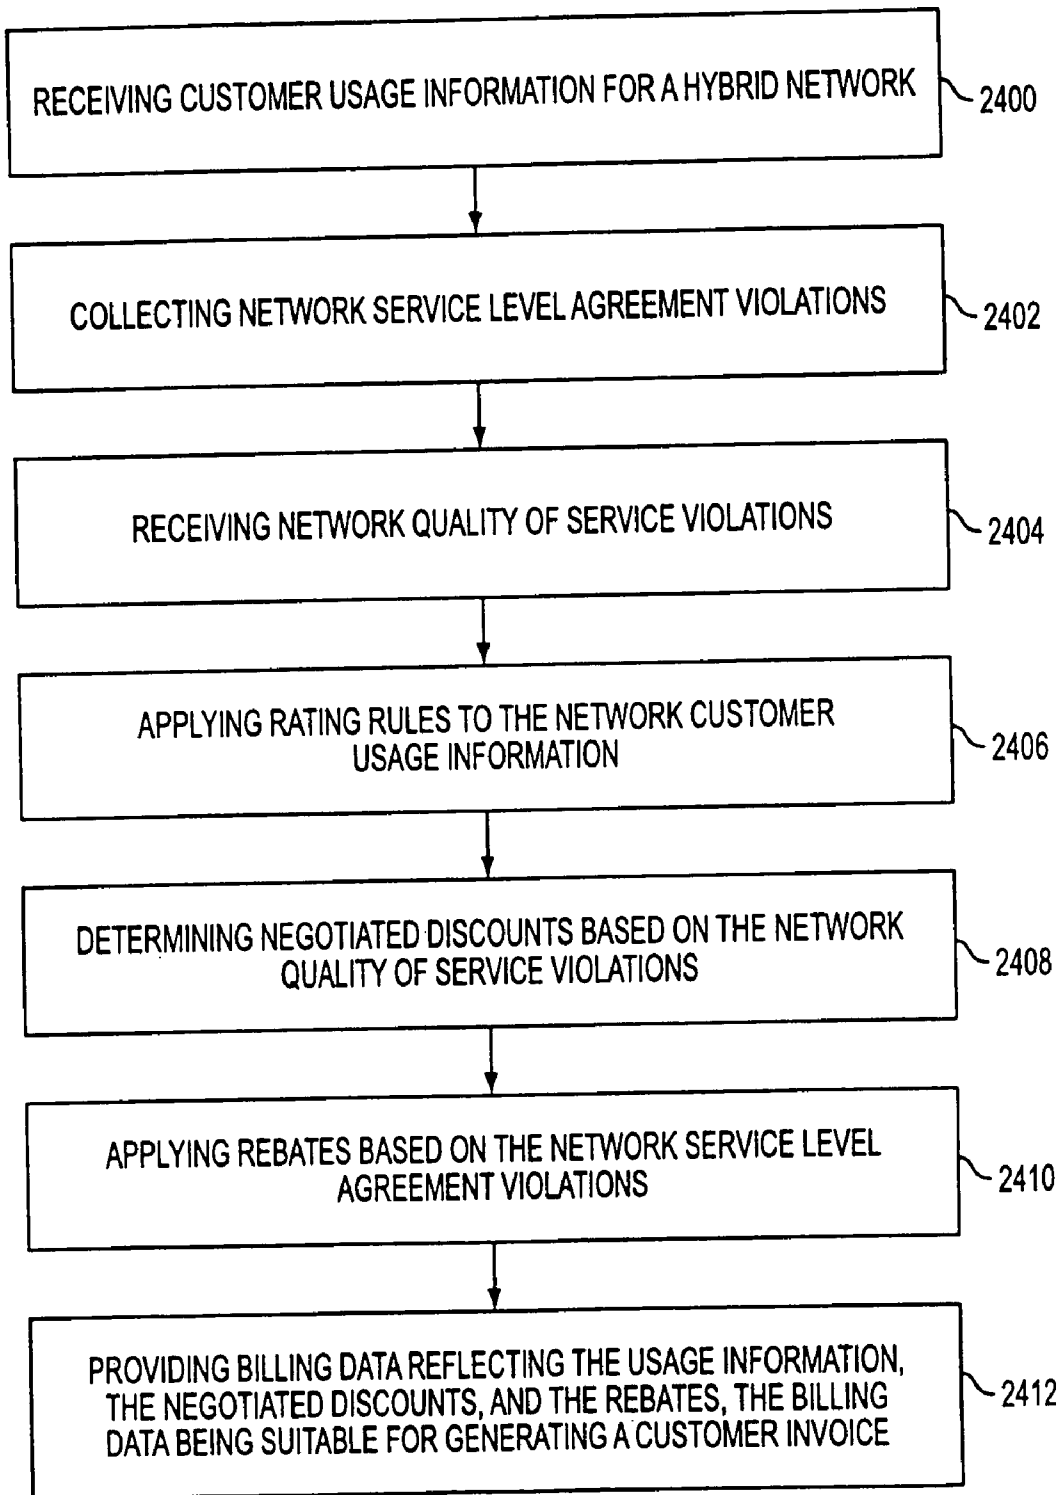 RECEIVING CUSTOMER USAGE INFORMATION FOR A HYBRID NETWORK
2400
COLLECTING NETWORK SERVICE LEVEL AGREEMENT VIOLATIONS
2402
RECEIVING NETWORK QUALITY OF SERVICE VIOLATIONS
2404
APPLYING RATING RULES TO THE NETWORK CUSTOMER
USAGE INFORMATION
2406
DETERMINING NEGOTIATED DISCOUNTS BASED ON THE NETWORK
QUALITY OF SERVICE VIOLATIONS
2408
APPLYING REBATES BASED ON THE NETWORK SERVICE LEVEL
AGREEMENT VIOLATIONS
2410
PROVIDING BILLING DATA REFLECTING THE USAGE INFORMATION,
THE NEGOTIATED DISCOUNTS, AND THE REBATES, THE BILLING
DATA BEING SUITABLE FOR GENERATING A CUSTOMER INVOICE
2412